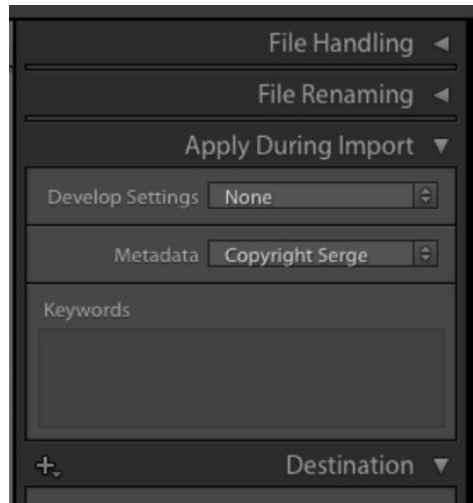 File Handling
File Renaming
Apply During Import
Develop Settings None
Metadata Copyright Serge
Keywords
Destination